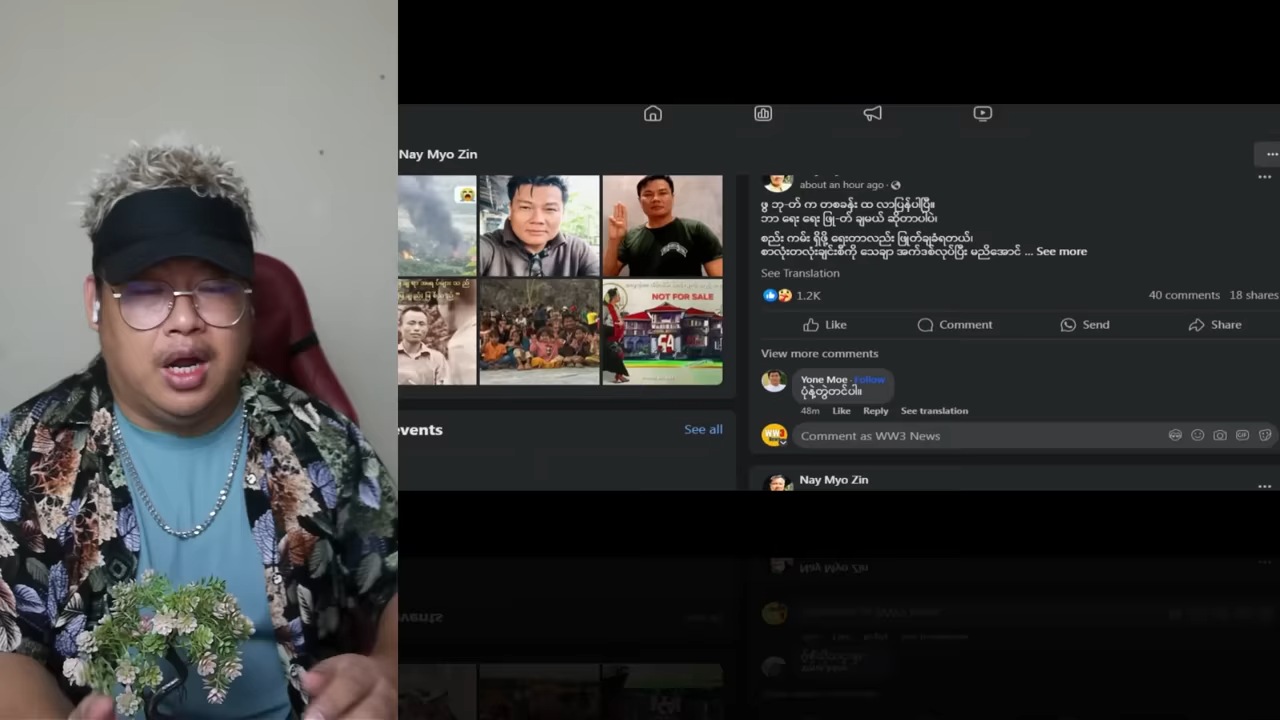 Nay Myo Zin
about an hour ago
ဖွ ဘု-တ် က တစခန်း ထ လာပြန်ပါပြီ။
ဘာ ရေး ရေး ဖြု-တ် ချမယ် ဆိုတာပါပဲ၊
စည်း ကမ်း ရှိဖို့ ရေးတာလည်း ဖြုတ်ချခံရတယ်၊
စာလုံးတလုံးချင်းစီကို သေချာ အက်ဒစ်လုပ်ပြီး မညိအောင် ... See more
See Translation
1.2K
40 comments 18 shares
Like Comment Send Share
View more comments
Yone Moe · Follow
ပုံနဲ့တွဲတင်ပါ။
48m Like Reply See translation
Comment as WW3 News
Nay Myo Zin
NOT FOR SALE
54
events
See all